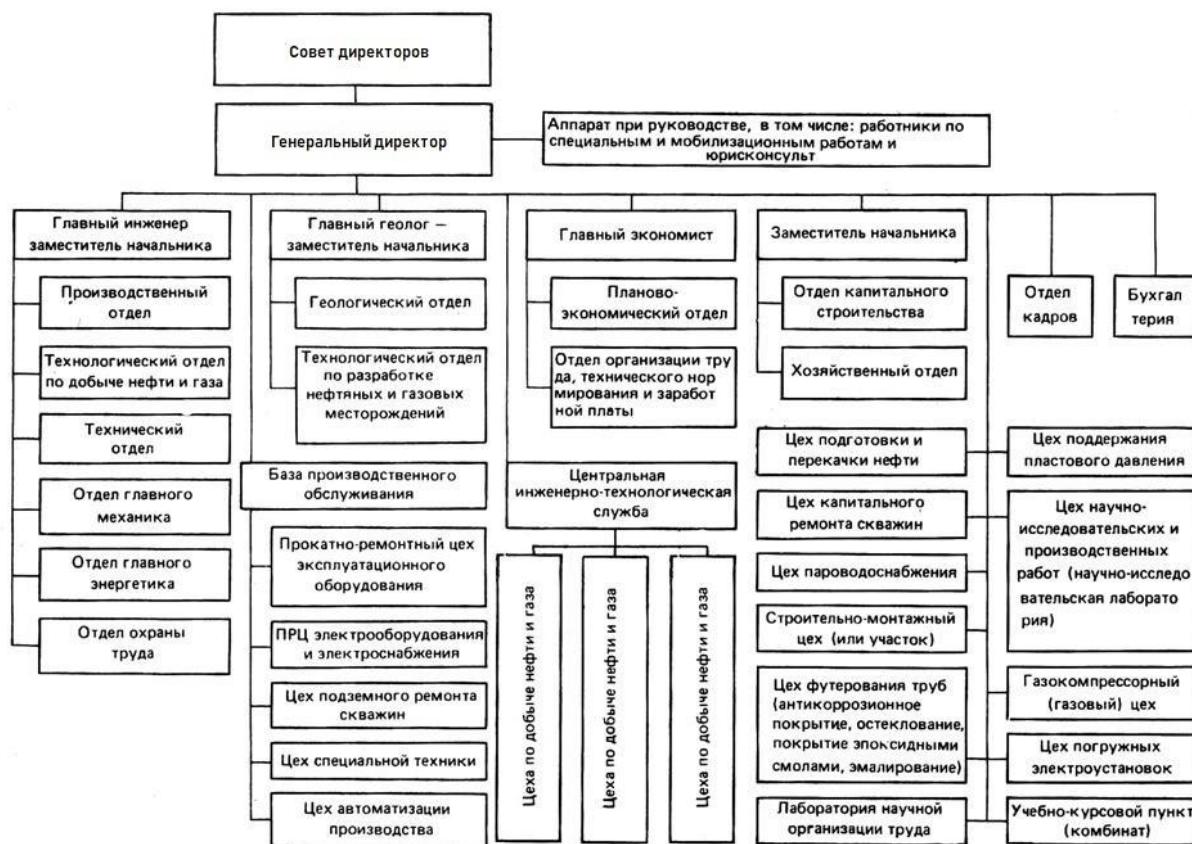 Совет директоров
Генеральный директор
Аппарат при руководстве, в том числе: работники по
специальным и мобилизационным работам и
юрисконсульт
Главный инженер
заместитель начальника
Главный геолог —
заместитель начальника
Главный экономист
Заместитель начальника
Производственный
отдел
Технологический отдел
по добыче нефти и газа
Технический
отдел
Отдел главного
механика
Отдел главного
энергетика
Отдел охраны
труда
Геологический отдел
Технологический отдел
по разработке
нефтяных и газовых
месторождений
База производственного
обслуживания
Прокатно-ремонтный цех
эксплуатационного
оборудования
ПРЦ электрооборудования
и электроснабжения
Цех подземного ремонта
скважин
Цех специальной техники
Цех автоматизации
производства
Планово-
экономический отдел
Отдел организации тру
да, технического нор
мирования и заработ
ной платы
Центральная
инженерно-технологическая
служба
Цеха по добыче нефти и газа
Цеха по добыче нефти и газа
Цеха по добыче нефти и газа
Отдел капитального
строительства
Хозяйственный отдел
Отдел
кадров
Бухгал
терия
Цех подготовки и
перекачки нефти
Цех капитального
ремонта скважин
Цех пароводоснабжения
Строительно-монтажный
цех (или участок)
Цех футерования труб
(антикоррозионное
покрытие, остеклование,
покрытие эпоксидными
смолами, эмалирование)
Лаборатория научной
организации труда
Цех поддержания
пластового давления
Цех научно-
исследовательских и
производственных
работ (научно-исследо
вательская лаборато
рия)
Газокомпрессорный
(газовый) цех
Цех погружных
электроустановок
Учебно-курсовой пункт
(комбинат)